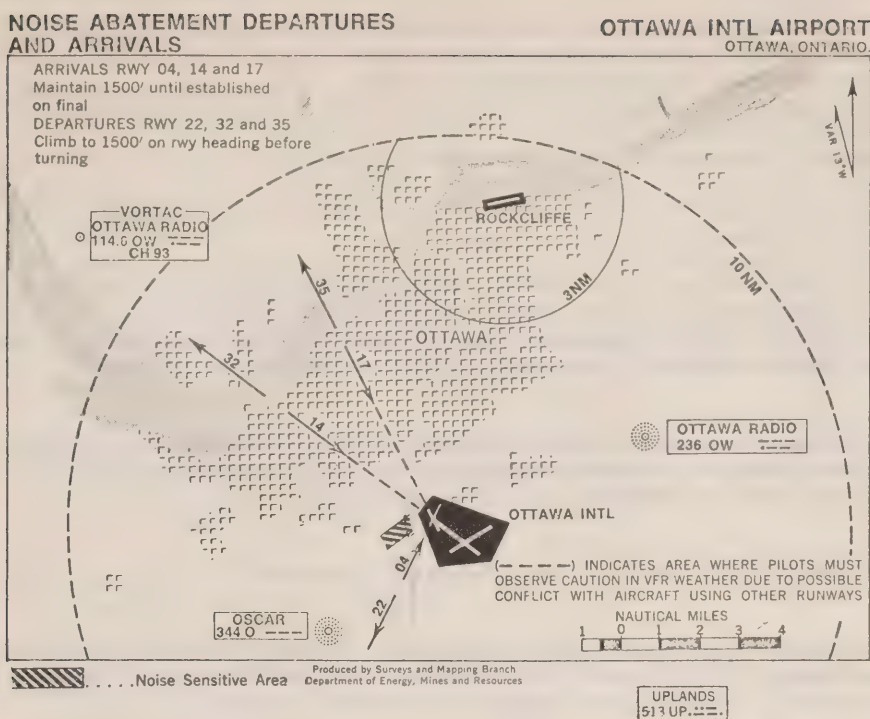 NOISE ABATEMENT DEPARTURES
AND ARRIVALS
OTTAWA INTL AIRPORT
OTTAWA, ONTARIO.
ARRIVALS RWY 04, 14 and 17
Maintain 1500' until established
on final
DEPARTURES RWY 22, 32 and 35
Climb to 1500' on rwy heading before
turning
VAR 13°W
VORTAC
OTTAWA RADIO
114.6 OW
CH 93
ROCKCLIFFE
3NM
10 NM
35
OTTAWA
17
32
14
OTTAWA RADIO
236 OW
OTTAWA INTL
04
(– – – – –) INDICATES AREA WHERE PILOTS MUST
OBSERVE CAUTION IN VFR WEATHER DUE TO POSSIBLE
CONFLICT WITH AIRCRAFT USING OTHER RUNWAYS
22
OSCAR
344 O
NAUTICAL MILES
1 0 1 2 3 4
.....Noise Sensitive Area
Produced by Surveys and Mapping Branch
Department of Energy, Mines and Resources
UPLANDS
513 UP